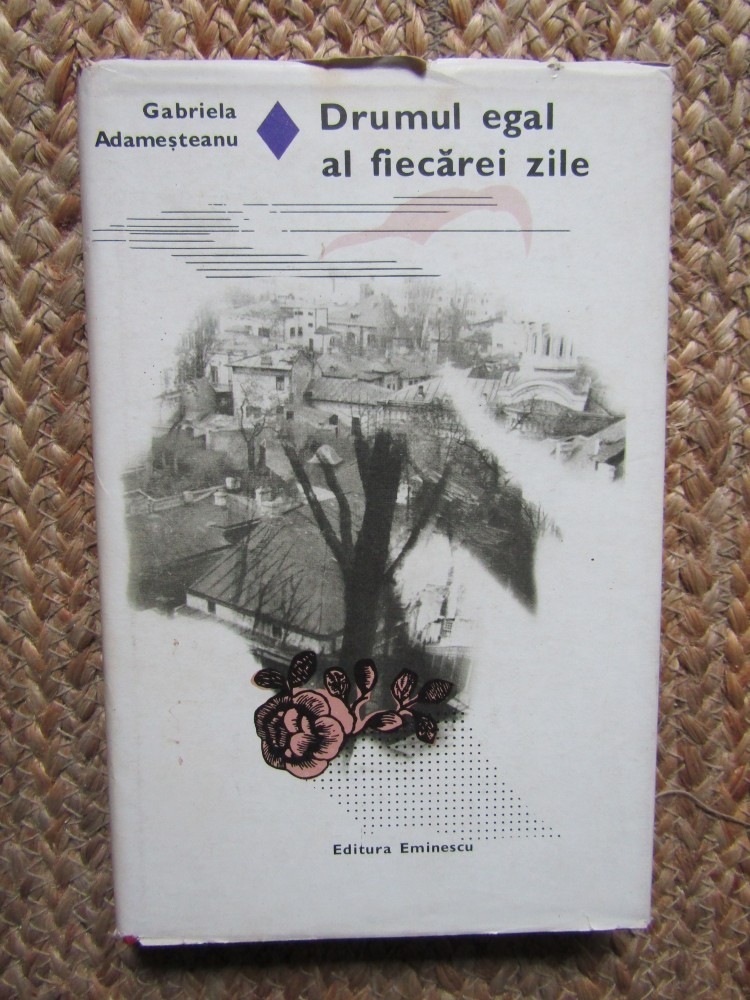 Gabriela
Adameșteanu
Drumul egal
al fiecărei zile
Editura Eminescu